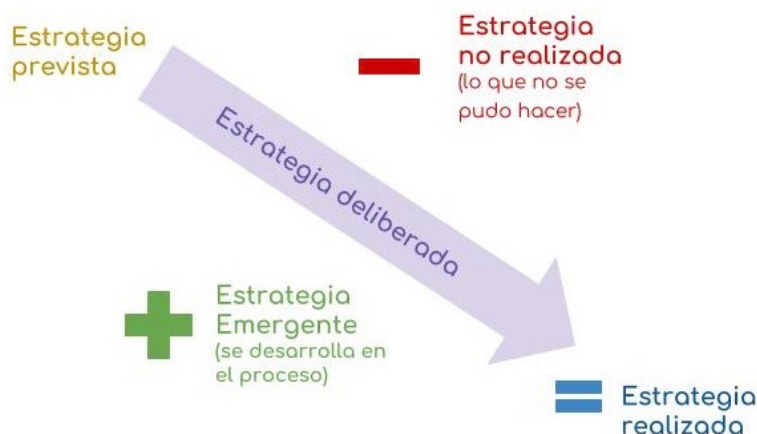 Estrategia
prevista
Estrategia
no realizada
(lo que no se
pudo hacer)
Estrategia deliberada
Estrategia
Emergente
(se desarrolla en
el proceso)
Estrategia
realizada